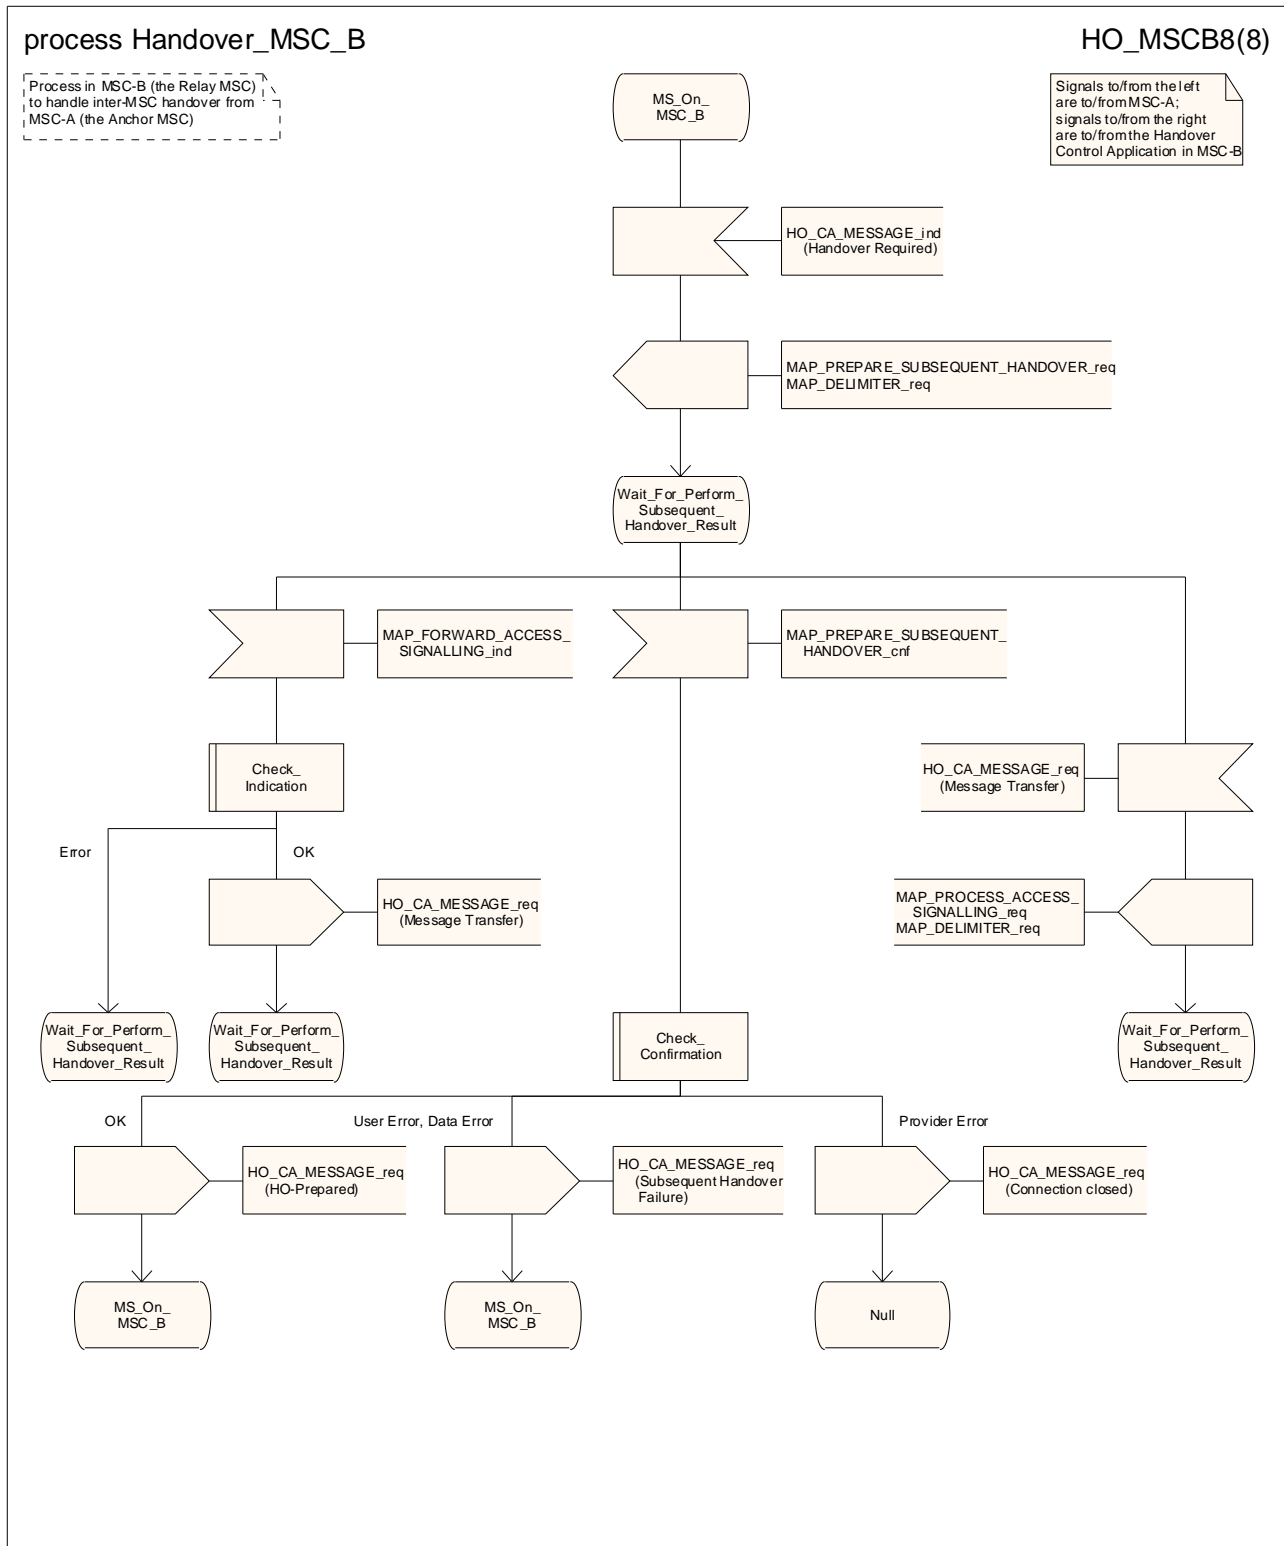 process Handover_MSC_B
HO_MSCB8(8)
Process in MSC-B (the Relay MSC)
to handle inter-MSC handover from
MSC-A (the Anchor MSC)
MS_On_
MSC_B
Signals to/from the left
are to/from MSC-A;
signals to/from the right
are to/from the Handover
Control Application in MSC-B
HO_CA_MESSAGE_ind
(Handover Required)
MAP_PREPARE_SUBSEQUENT_HANDOVER_req
MAP_DELIMITER_req
Wait_For_Perform_
Subsequent_
Handover_Result
MAP_FORWARD_ACCESS_
SIGNALLING_ind
MAP_PREPARE_SUBSEQUENT_
HANDOVER_cnf
Check_
Indication
HO_CA_MESSAGE_req
(Message Transfer)
Error
OK
HO_CA_MESSAGE_req
(Message Transfer)
MAP_PROCESS_ACCESS_
SIGNALLING_req
MAP_DELIMITER_req
Wait_For_Perform_
Subsequent_
Handover_Result
Wait_For_Perform_
Subsequent_
Handover_Result
Check_
Confirmation
Wait_For_Perform_
Subsequent_
Handover_Result
OK
User Error, Data Error
Provider Error
HO_CA_MESSAGE_req
(HO-Prepared)
HO_CA_MESSAGE_req
(Subsequent Handover
Failure)
HO_CA_MESSAGE_req
(Connection closed)
MS_On_
MSC_B
MS_On_
MSC_B
Null